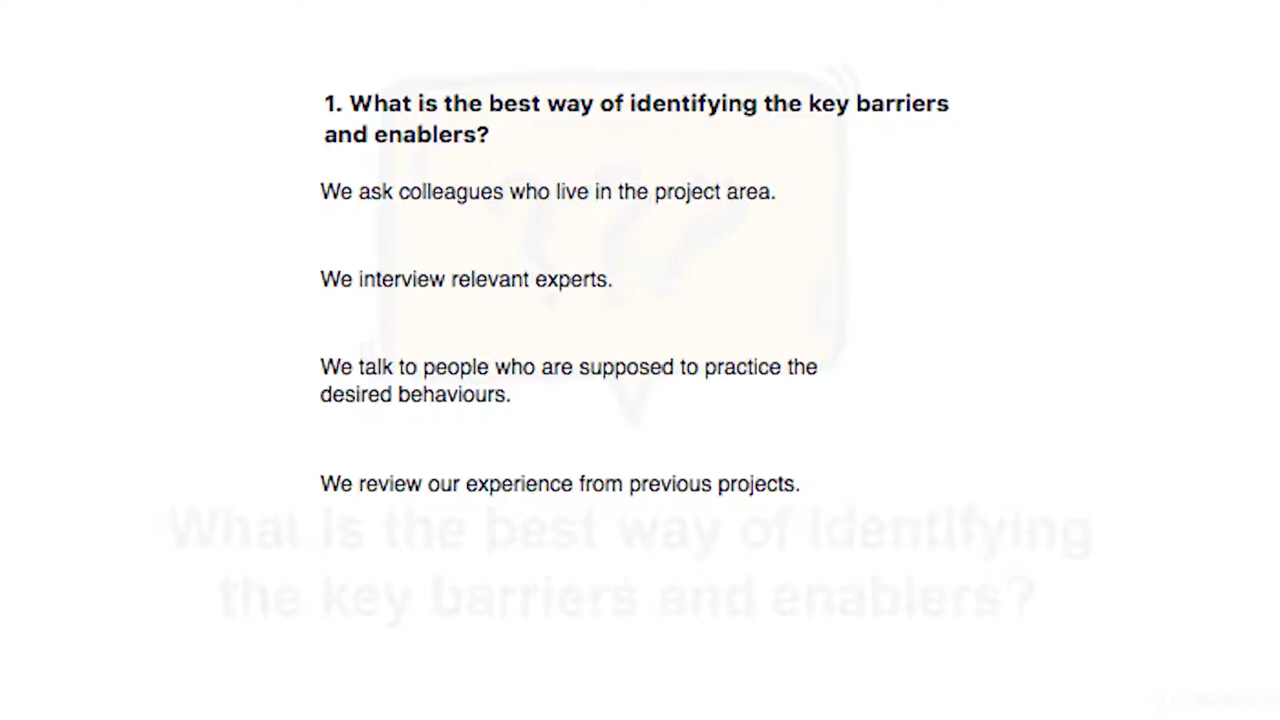 1. What is the best way of identifying the key barriers
and enablers?
We ask colleagues who live in the project area.
We interview relevant experts.
We talk to people who are supposed to practice the
desired behaviours.
We review our experience from previous projects.
What is the best way of identifying
the key barriers and enablers?